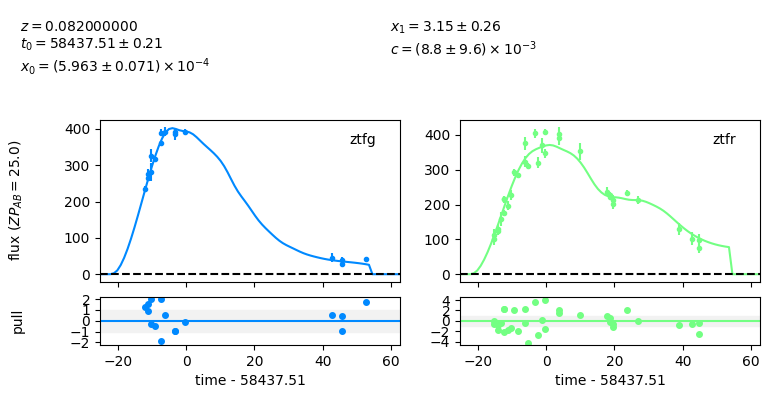 z = 0.082000000
t₀ = 58437.51 ± 0.21
x₀ = (5.963 ± 0.071) × 10⁻⁴
x₁ = 3.15 ± 0.26
c = (8.8 ± 9.6) × 10⁻³
flux (ZP_AB = 25.0)
400
300
200
100
0
ztfg
400
300
200
100
0
ztfr
pull
2
1
0
−1
−2
4
2
0
−2
−4
−20 0 20 40 60
−20 0 20 40 60
time - 58437.51
time - 58437.51